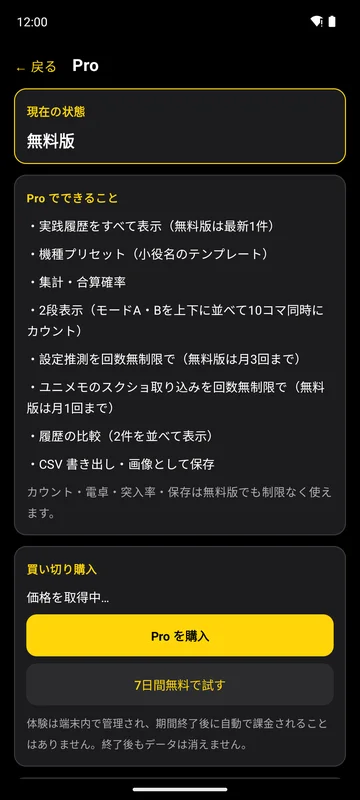 12:00
← 戻る Pro
現在の状態
無料版
Pro でできること
・実践履歴をすべて表示（無料版は最新1件）
・機種プリセット（小役名のテンプレート）
・集計・合算確率
・2段表示（モードA・Bを上下に並べて10コマ同時に
カウント）
・設定推測を回数無制限で（無料版は月3回まで）
・ユニメモのスクショ取り込みを回数無制限で（無料
版は月1回まで）
・履歴の比較（2件を並べて表示）
・CSV 書き出し・画像として保存
カウント・電卓・突入率・保存は無料版でも制限なく使え
ます。
買い切り購入
価格を取得中…
Pro を購入
7日間無料で試す
体験は端末内で管理され、期間終了後に自動で課金されること
はありません。終了後もデータは消えません。